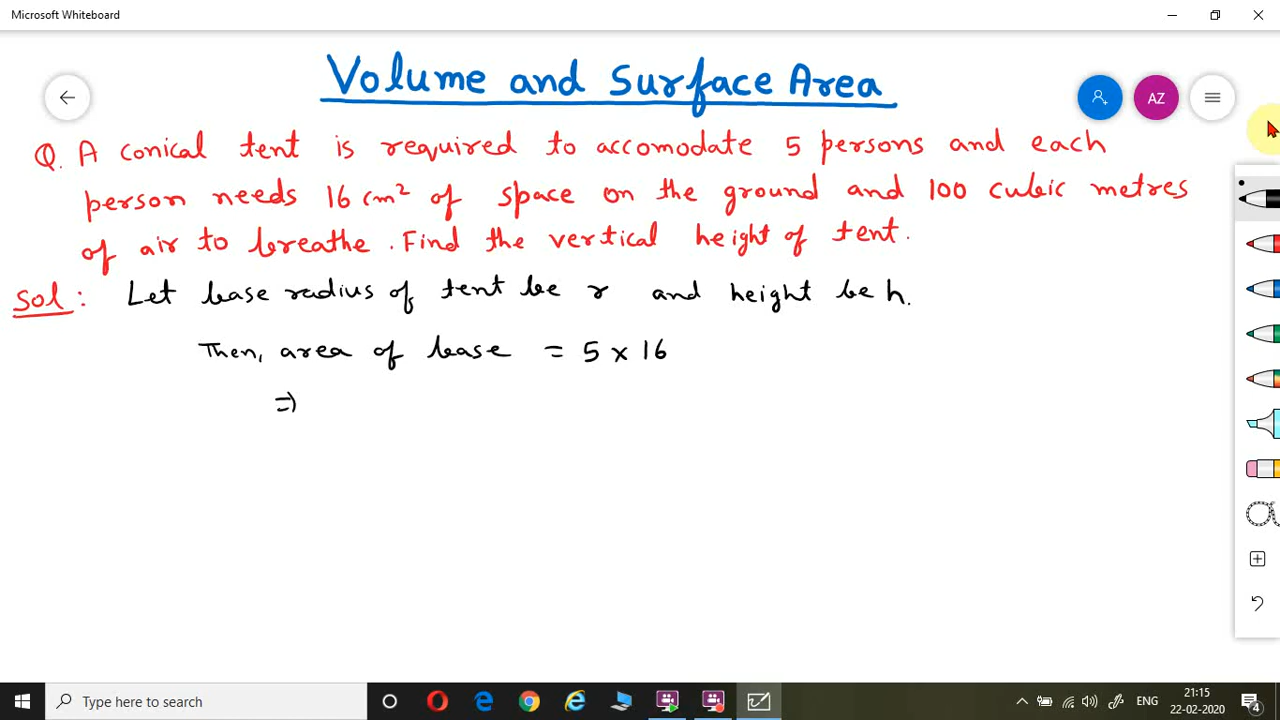 Microsoft Whiteboard
Volume and Surface Area
AZ
Q. A conical tent is required to accomodate 5 persons and each
person needs 16 cm² of space on the ground and 100 cubic metres
of air to breathe. Find the vertical height of tent.
Sol: Let base radius of tent be r and height be h.
Then, area of base = 5 x 16
⇒
Type here to search
ENG
21:15
22-02-2020
4